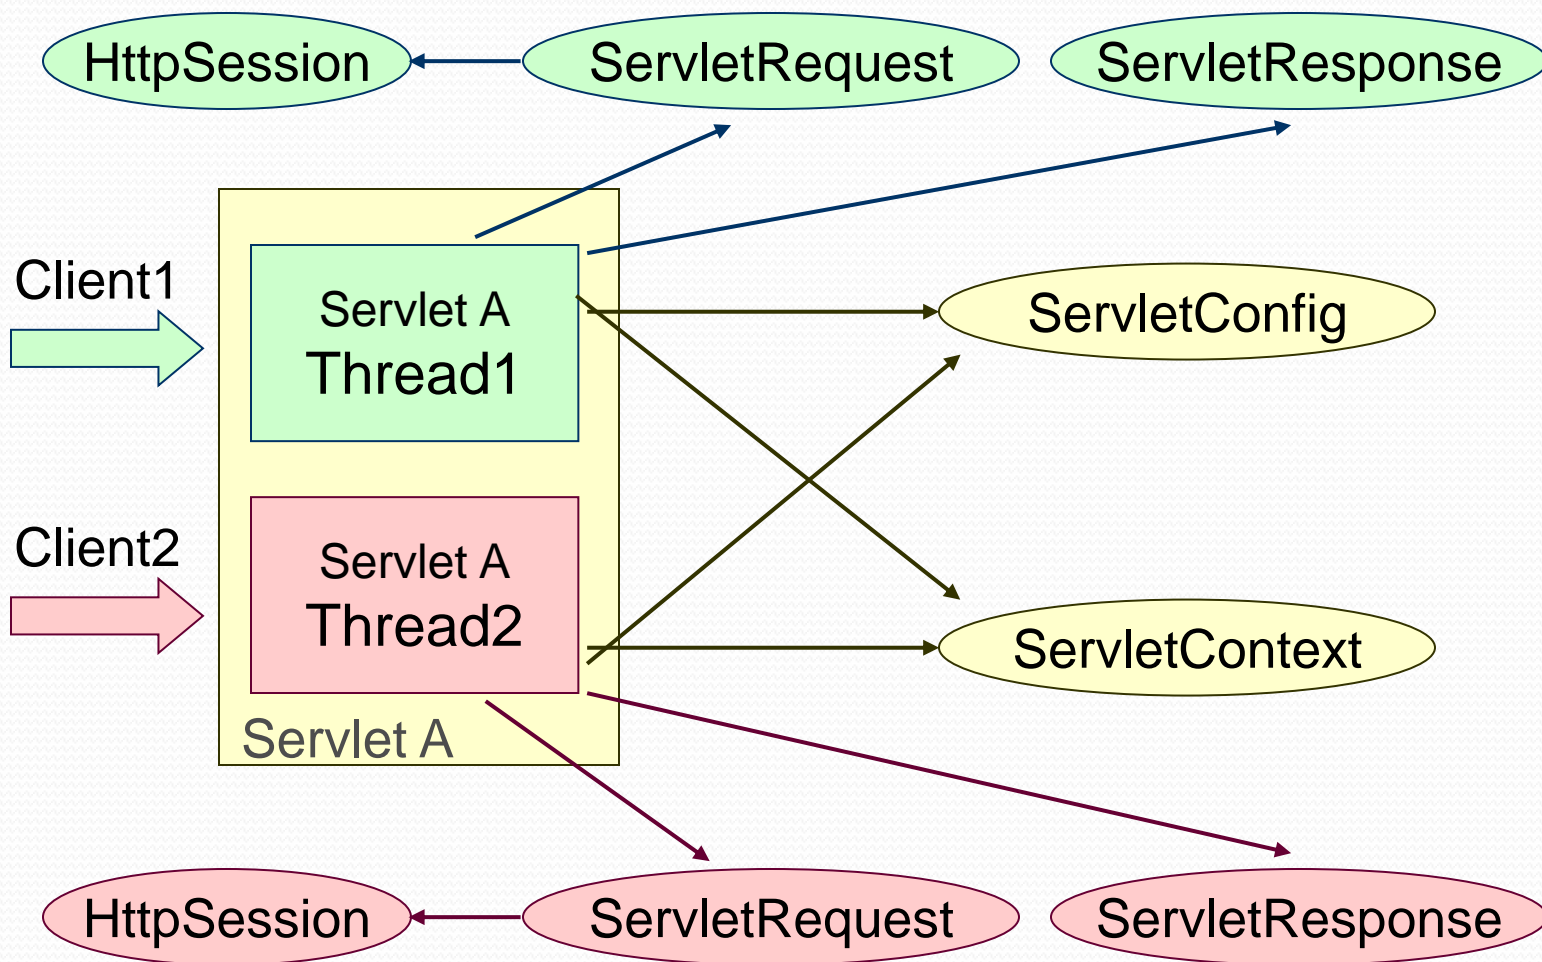 HttpSession
ServletRequest
ServletResponse
Client1
Servlet A
Thread1
ServletConfig
Client2
Servlet A
Thread2
ServletContext
Servlet A
HttpSession
ServletRequest
ServletResponse